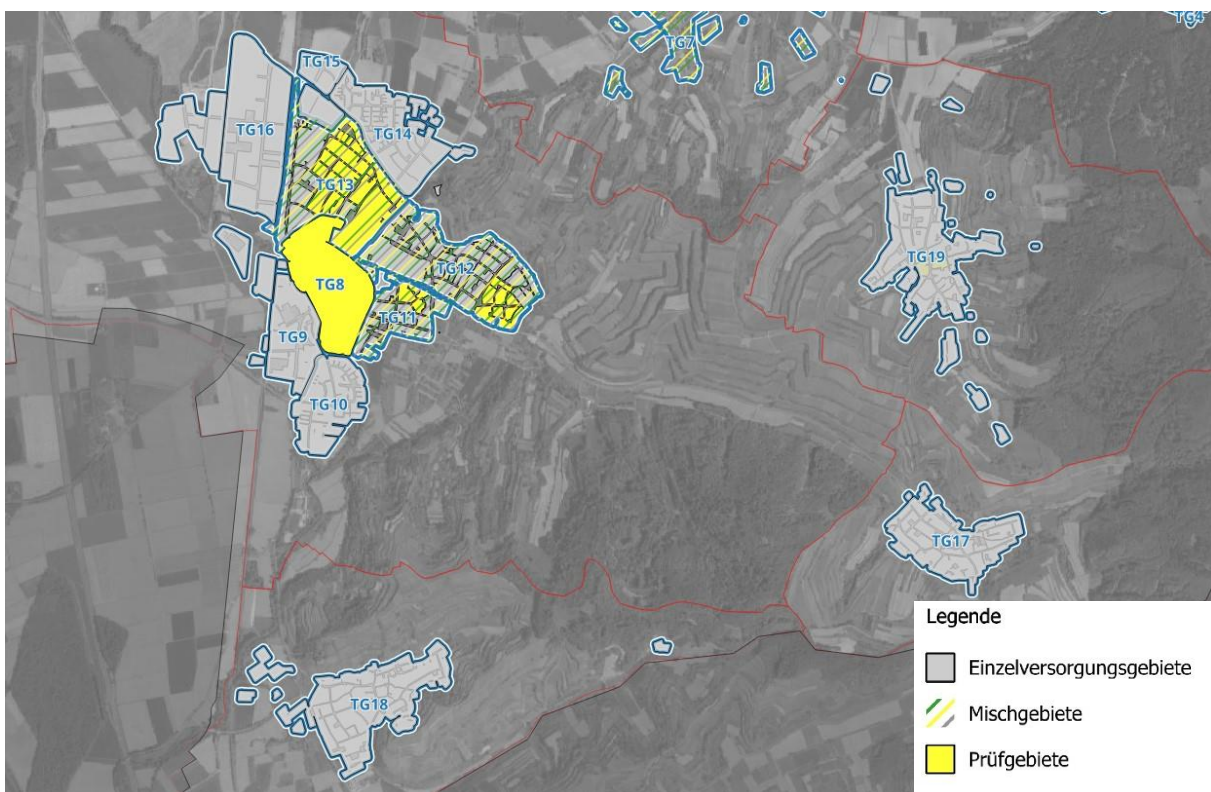 TG4
TG7
TG15
TG16
TG14
TG13
TG12
TG19
TG8
TG11
TG9
TG10
TG17
TG18
Legende
Einzelversorgungsgebiete
Mischgebiete
Prüfgebiete